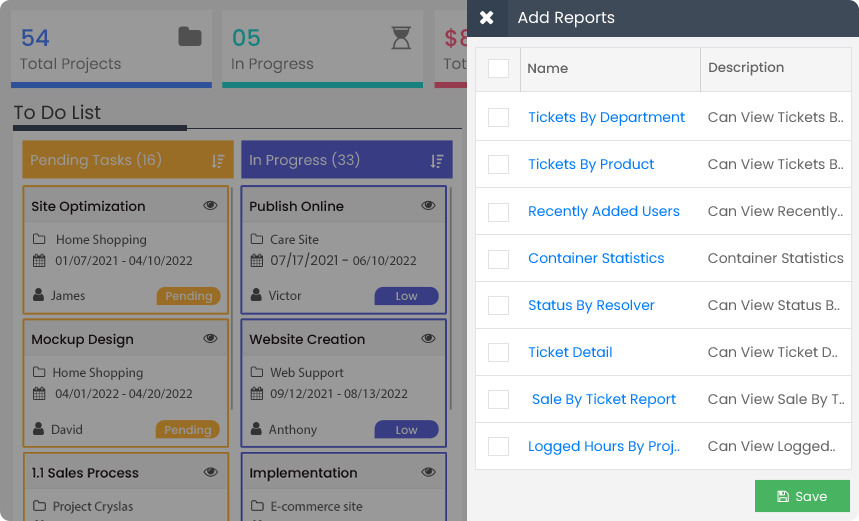 54
Total Projects
05
In Progress
$8
Tot
To Do List
Pending Tasks (16)
Site Optimization
Home Shopping
01/07/2021 - 04/10/2022
James
Pending
Mockup Design
Home Shopping
04/01/2022 - 04/20/2022
David
Pending
1.1 Sales Process
Project Cryslas
In Progress (33)
Publish Online
Care Site
07/17/2021 - 06/10/2022
Victor
Low
Website Creation
Web Support
09/12/2021 - 08/13/2022
Anthony
Low
Implementation
E-commerce site
Add Reports
Name Description
Tickets By Department Can View Tickets B..
Tickets By Product Can View Tickets B..
Recently Added Users Can View Recently..
Container Statistics Container Statistics
Status By Resolver Can View Status B..
Ticket Detail Can View Ticket D..
Sale By Ticket Report Can View Sale By T..
Logged Hours By Proj.. Can View Logged..
Save